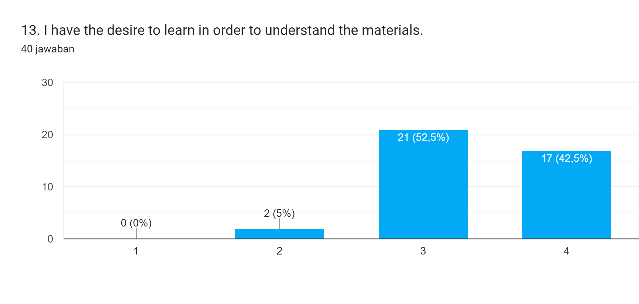 13. I have the desire to learn in order to understand the materials.
40 jawaban
30
20
10
0
0 (0%)
2 (5%)
21 (52,5%)
17 (42,5%)
1 2 3 4